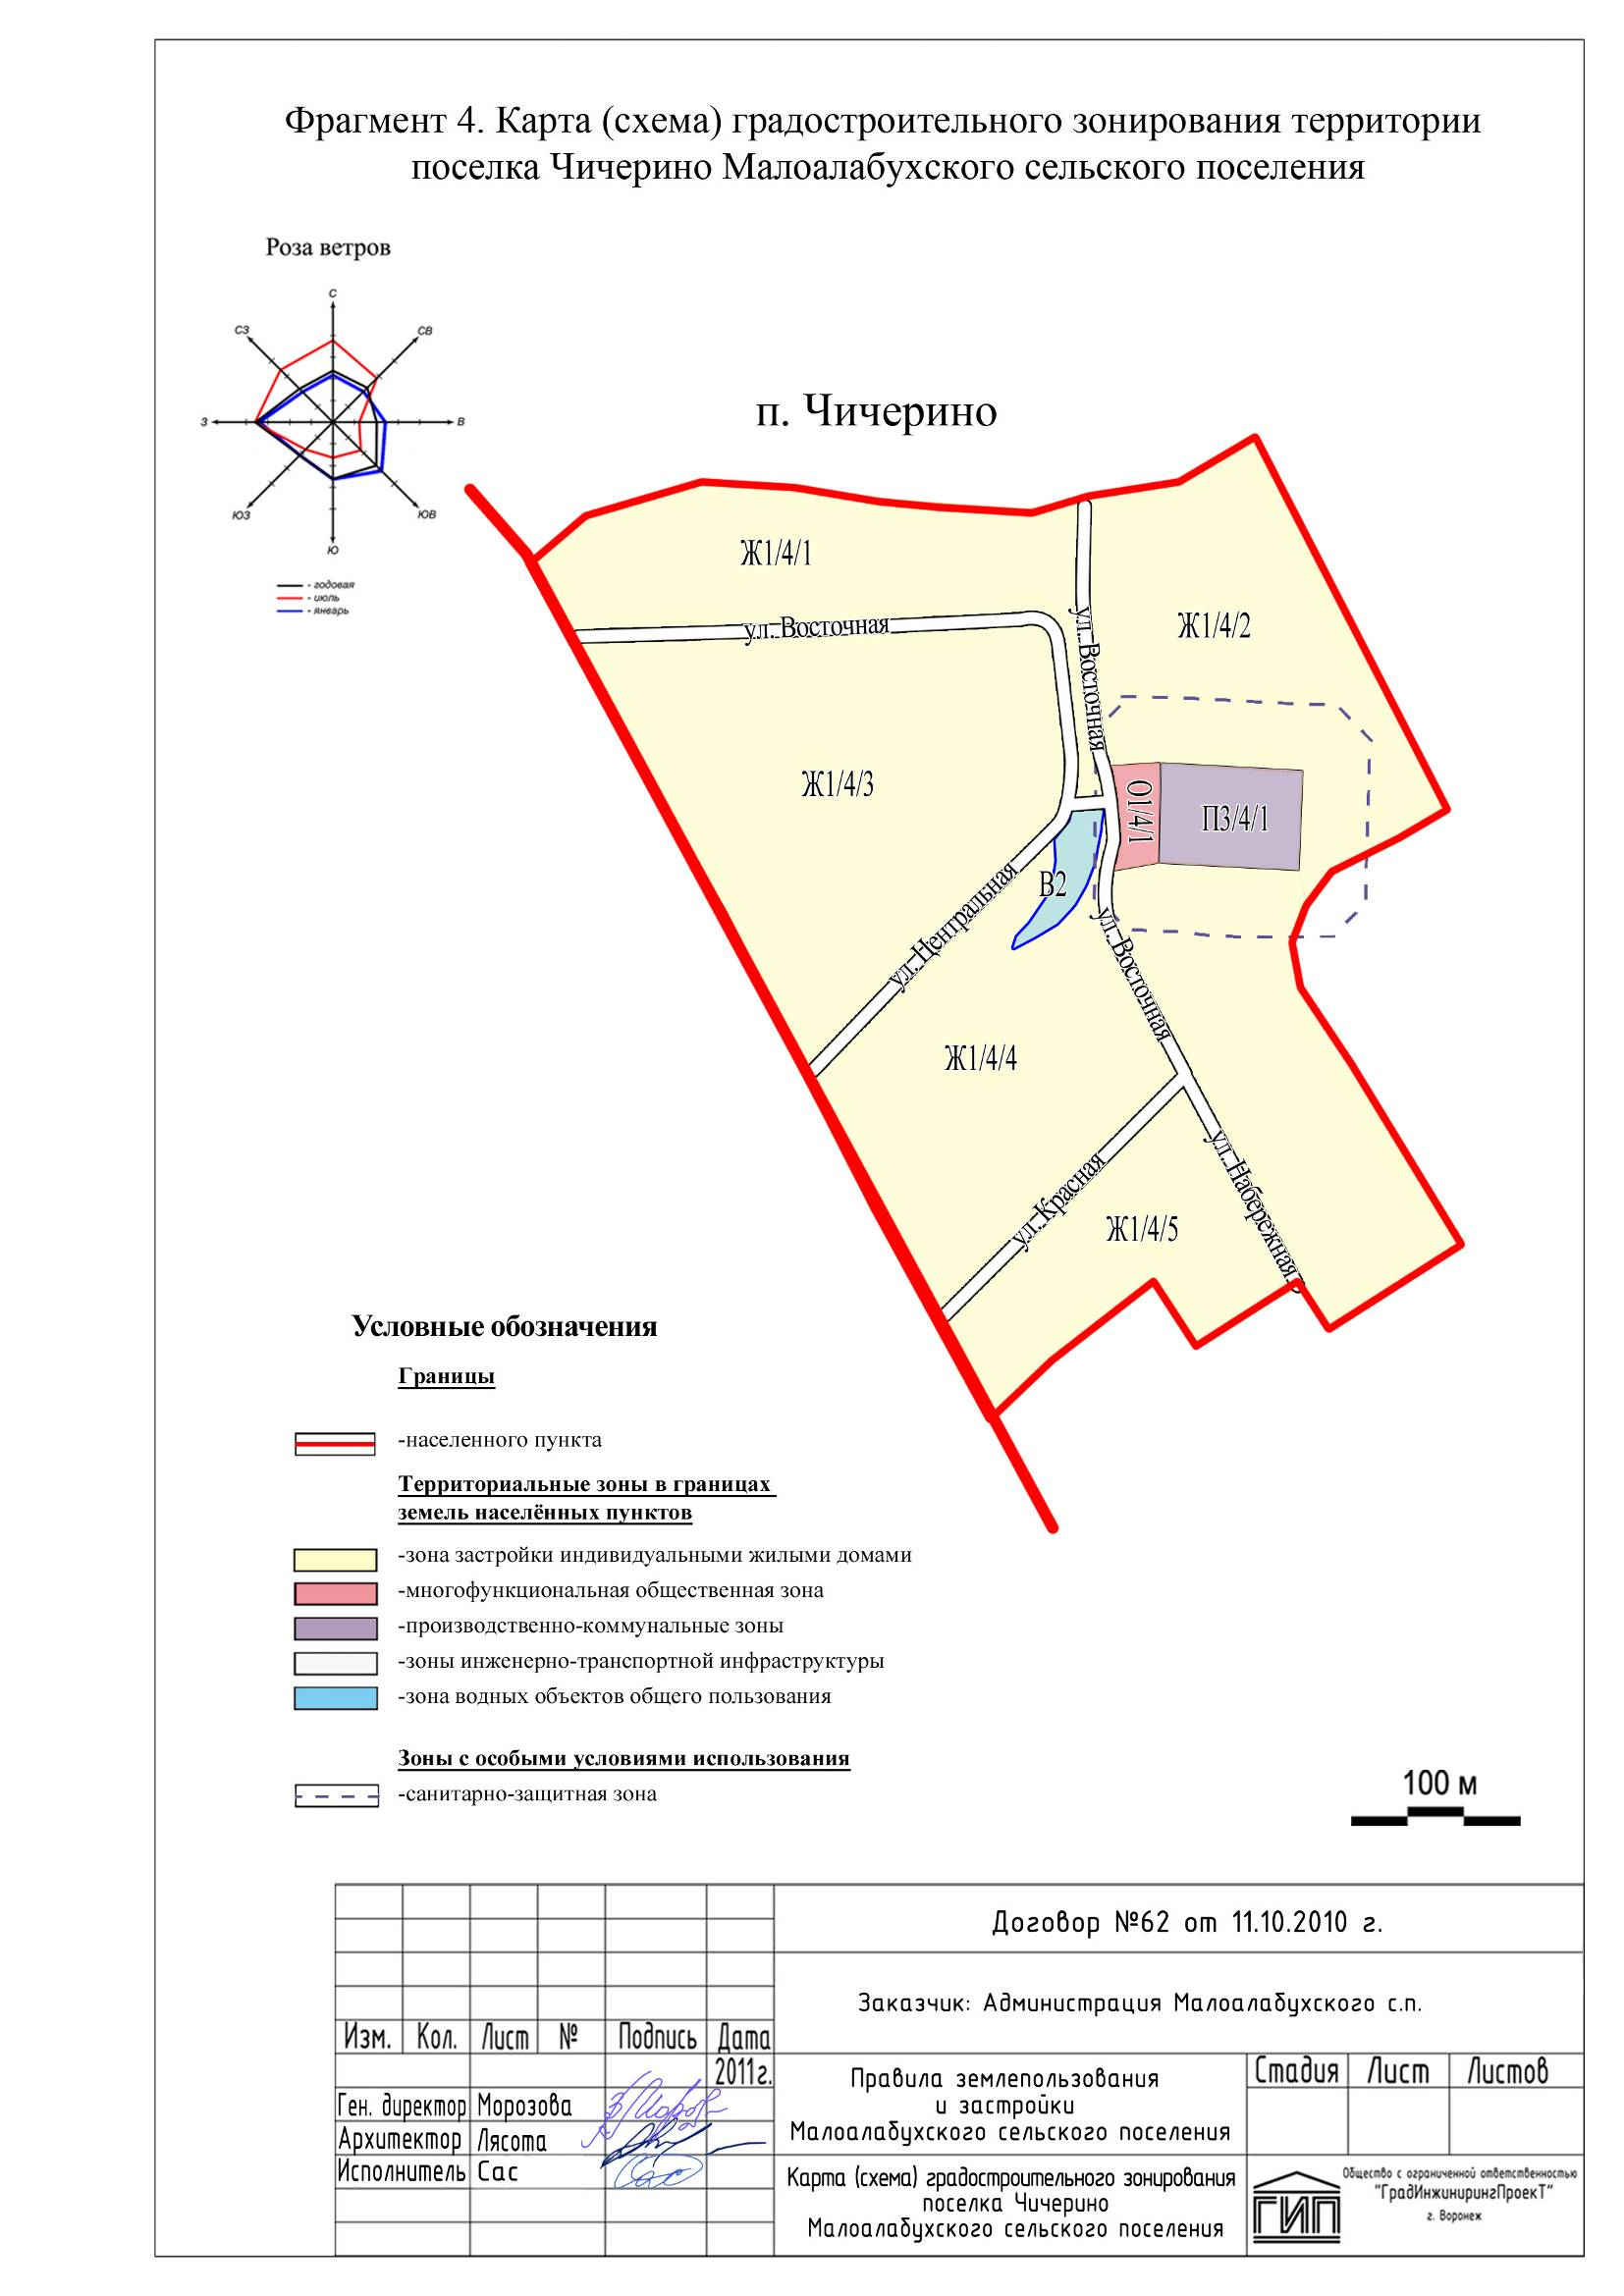 Фрагмент 4. Карта (схема) градостроительного зонирования территории
поселка Чичерино Малоалабухского сельского поселения
Роза ветров
С
СЗ
СВ
З
В
ЮЗ
ЮВ
Ю
- годовая
- июль
- январь
п. Чичерино
Ж1/4/1
ул. Восточная
ул. Восточная
Ж1/4/2
Ж1/4/3
О1/4/1
П3/4/1
В2
ул. Центральная
ул. Восточная
Ж1/4/4
ул. Красная
ул. Набережная
Ж1/4/5
Условные обозначения
Границы
-населенного пункта
Территориальные зоны в границах
земель населённых пунктов
-зона застройки индивидуальными жилыми домами
-многофункциональная общественная зона
-производственно-коммунальные зоны
-зоны инженерно-транспортной инфраструктуры
-зона водных объектов общего пользования
Зоны с особыми условиями использования
-санитарно-защитная зона
100 м
Договор №62 от 11.10.2010 г.
Заказчик: Администрация Малоалабухского с.п.
Изм. Кол. Лист № Подпись Дата
2011г.
Ген. директор Морозова
Архитектор Лясота
Исполнитель Сас
Правила землепользования
и застройки
Малоалабухского сельского поселения
Стадия Лист Листов
Карта (схема) градостроительного зонирования
поселка Чичерино
Малоалабухского сельского поселения
ГИП
Общество с ограниченной ответственностью
"ГрадИнжинирингПроекТ"
г. Воронеж